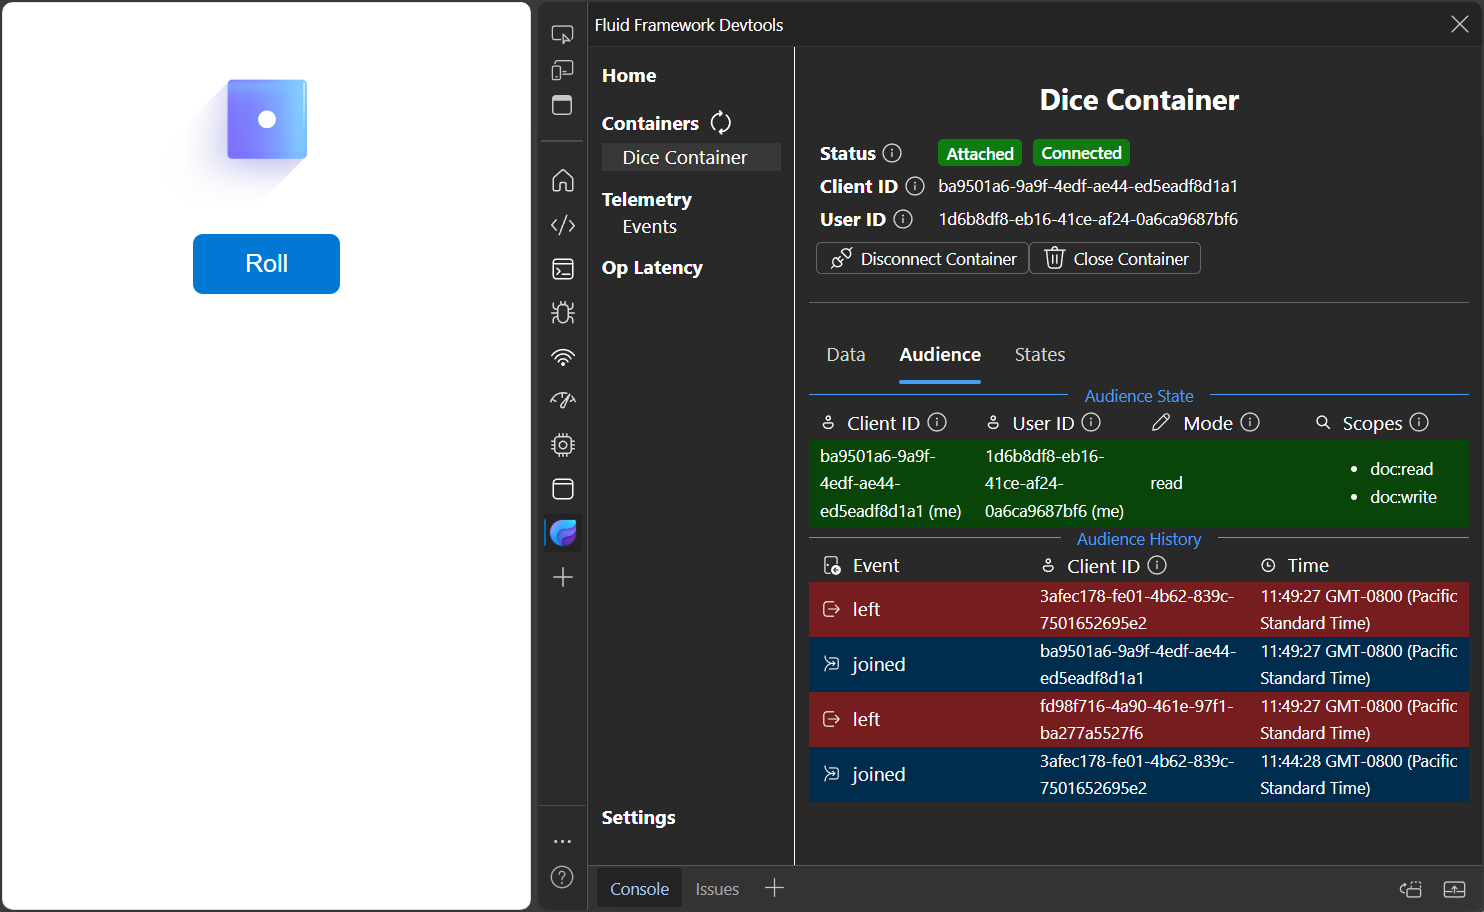 Roll
Fluid Framework Devtools
Home
Containers
Dice Container
Telemetry
Events
Op Latency
Settings
Dice Container
Status Attached Connected
Client ID ba9501a6-9a9f-4edf-ae44-ed5eadf8d1a1
User ID 1d6b8df8-eb16-41ce-af24-0a6ca9687bf6
Disconnect Container Close Container
Data Audience States
Audience State
Client ID User ID Mode Scopes
ba9501a6-9a9f-
4edf-ae44-
ed5eadf8d1a1 (me)
1d6b8df8-eb16-
41ce-af24-
0a6ca9687bf6 (me)
read
• doc:read
• doc:write
Audience History
Event Client ID Time
left
3afec178-fe01-4b62-839c-
7501652695e2
11:49:27 GMT-0800 (Pacific
Standard Time)
joined
ba9501a6-9a9f-4edf-ae44-
ed5eadf8d1a1
11:49:27 GMT-0800 (Pacific
Standard Time)
left
fd98f716-4a90-461e-97f1-
ba277a5527f6
11:49:27 GMT-0800 (Pacific
Standard Time)
joined
3afec178-fe01-4b62-839c-
7501652695e2
11:44:28 GMT-0800 (Pacific
Standard Time)
Console Issues